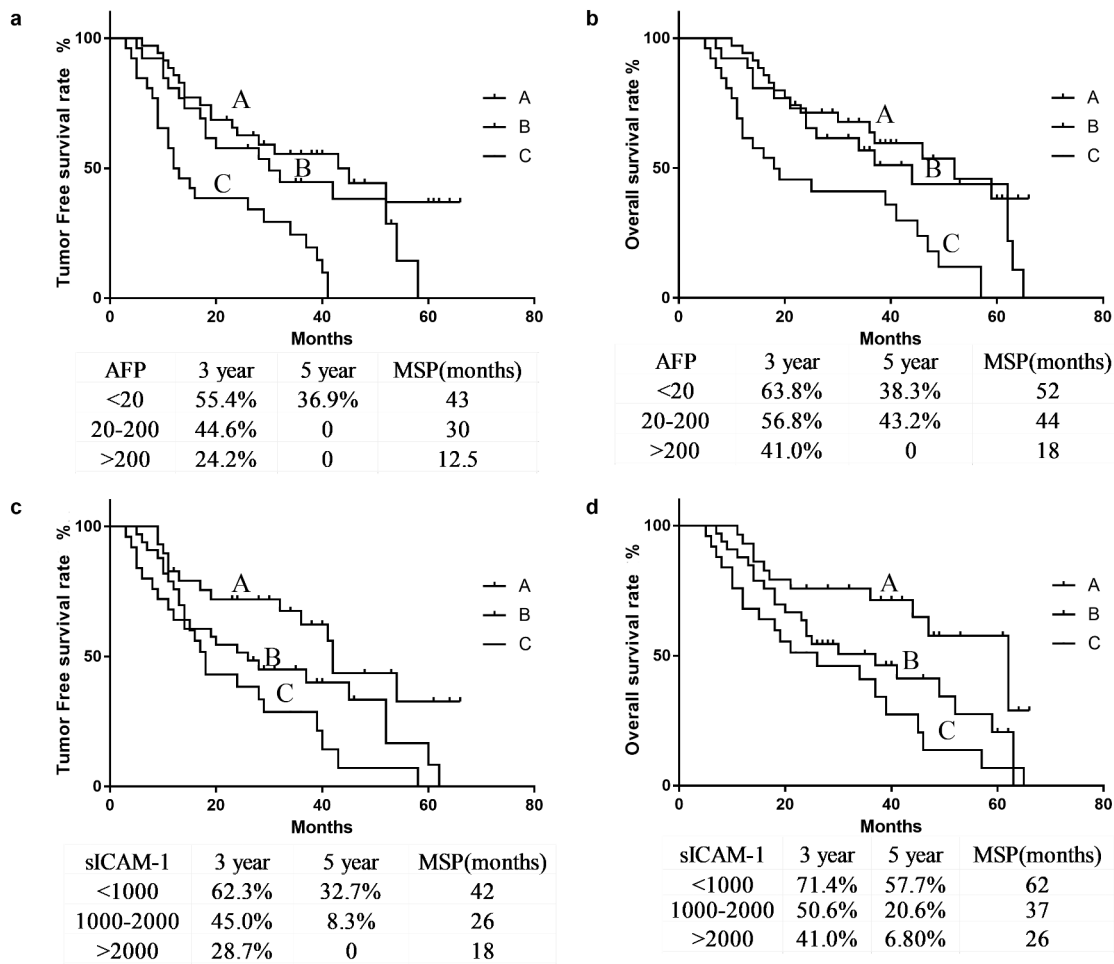 a
Tumor Free survival rate %
100
50
0
A
B
C
A
B
C
0 20 40 60 80
Months
AFP 3 year 5 year MSP(months)
<20 55.4% 36.9% 43
20-200 44.6% 0 30
>200 24.2% 0 12.5
b
Overall survival rate %
100
50
0
A
B
C
A
B
C
0 20 40 60 80
Months
AFP 3 year 5 year MSP(months)
<20 63.8% 38.3% 52
20-200 56.8% 43.2% 44
>200 41.0% 0 18
c
Tumor Free survival rate %
100
50
0
A
B
C
A
B
C
0 20 40 60 80
Months
sICAM-1 3 year 5 year MSP(months)
<1000 62.3% 32.7% 42
1000-2000 45.0% 8.3% 26
>2000 28.7% 0 18
d
Overall survival rate %
100
50
0
A
B
C
A
B
C
0 20 40 60 80
Months
sICAM-1 3 year 5 year MSP(months)
<1000 71.4% 57.7% 62
1000-2000 50.6% 20.6% 37
>2000 41.0% 6.80% 26